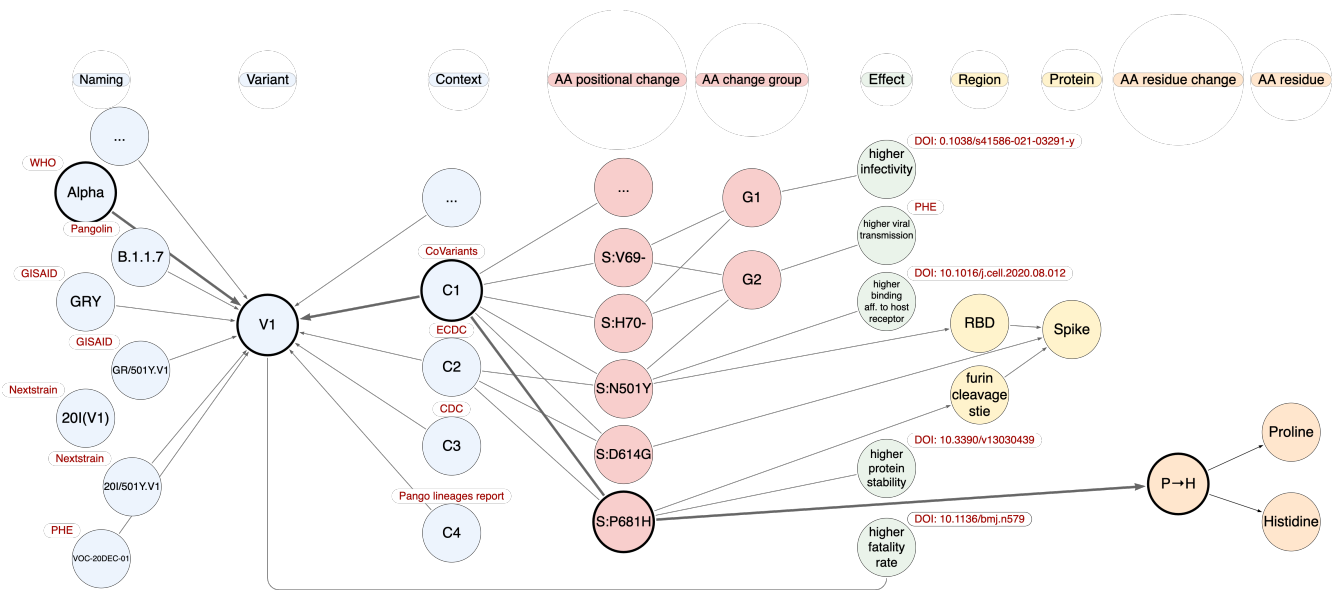 Naming
Variant
Context
AA positional change
AA change group
Effect
Region
Protein
AA residue change
AA residue
...
WHO
Alpha
Pangolin
B.1.1.7
GISAID
GRY
GISAID
GR/501Y.V1
Nextstrain
20I(V1)
Nextstrain
20I/501Y.V1
PHE
VOC-20DEC-01
V1
...
CoVariants
C1
ECDC
C2
CDC
C3
Pango lineages report
C4
...
S:V69-
S:H70-
S:N501Y
S:D614G
S:P681H
G1
G2
DOI: 0.1038/s41586-021-03291-y
higher
infectivity
PHE
higher viral
transmission
DOI: 10.1016/j.cell.2020.08.012
higher
binding
aff. to host
receptor
DOI: 10.3390/v13030439
higher
protein
stability
DOI: 10.1136/bmj.n579
higher
fatality
rate
RBD
furin
cleavage
stie
Spike
P→H
Proline
Histidine